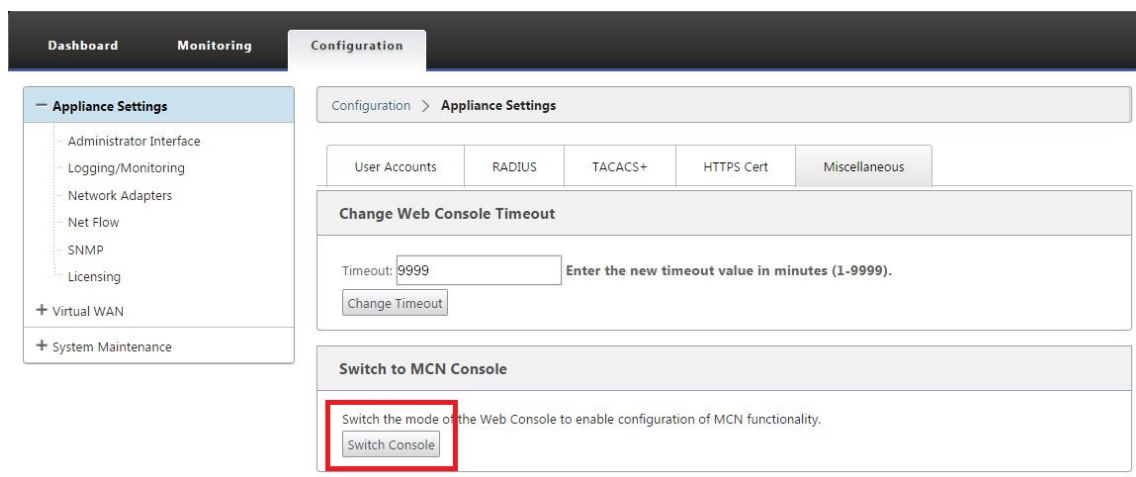 Dashboard Monitoring Configuration
− Appliance Settings
Administrator Interface
Logging/Monitoring
Network Adapters
Net Flow
SNMP
Licensing
+ Virtual WAN
+ System Maintenance
Configuration > Appliance Settings
User Accounts RADIUS TACACS+ HTTPS Cert Miscellaneous
Change Web Console Timeout
Timeout: 9999 Enter the new timeout value in minutes (1-9999).
Change Timeout
Switch to MCN Console
Switch the mode of the Web Console to enable configuration of MCN functionality.
Switch Console